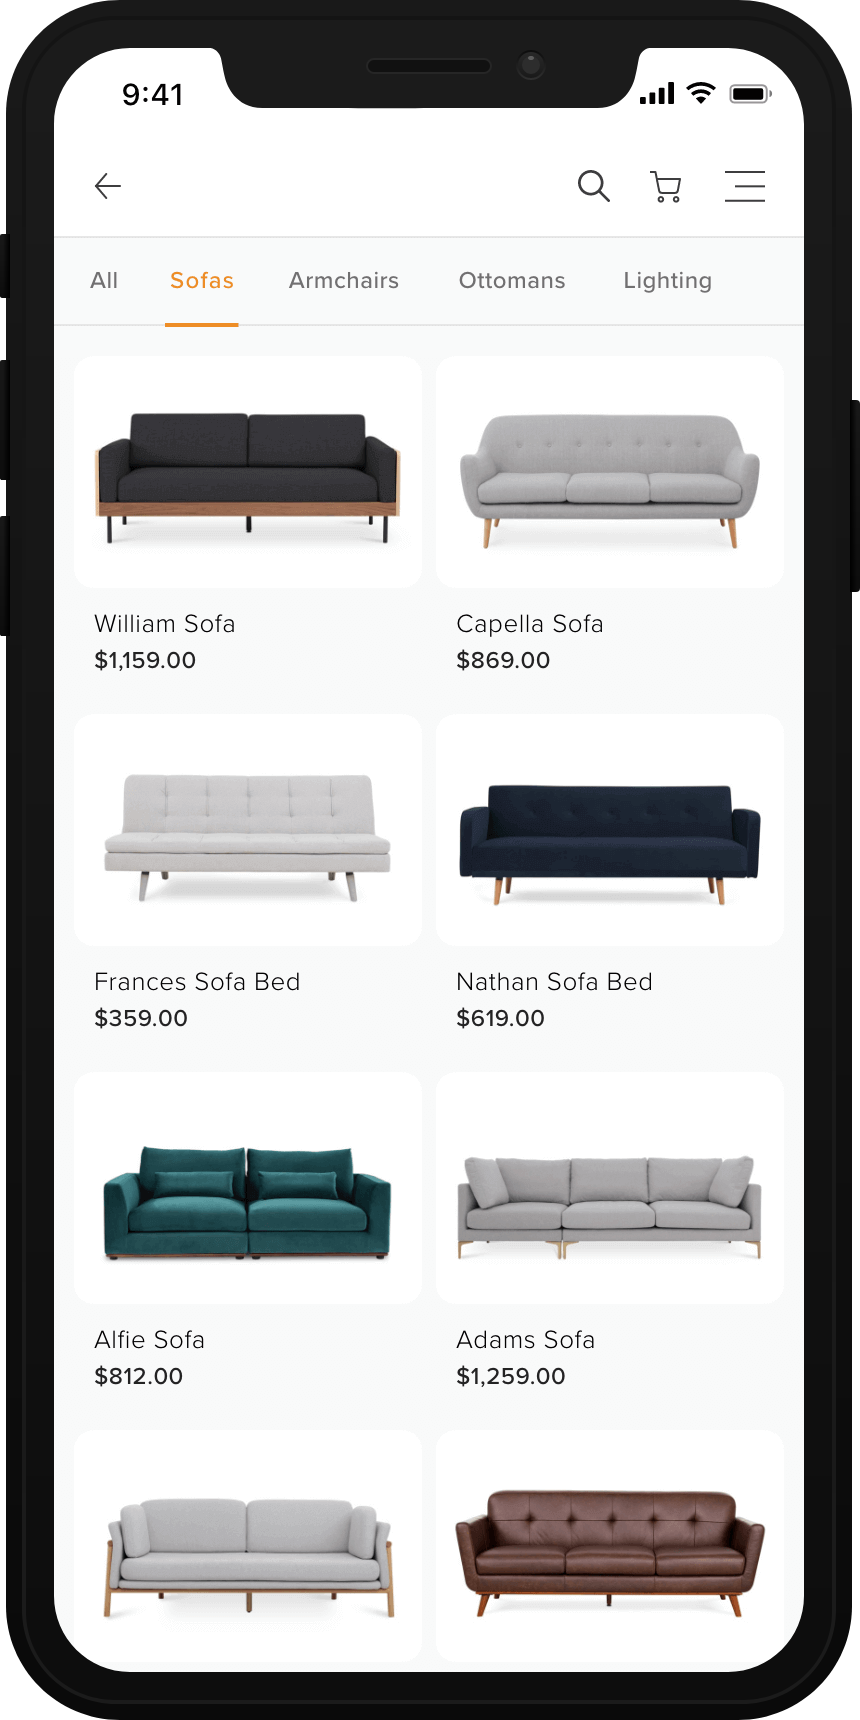 9:41
All Sofas Armchairs Ottomans Lighting
William Sofa
$1,159.00
Capella Sofa
$869.00
Frances Sofa Bed
$359.00
Nathan Sofa Bed
$619.00
Alfie Sofa
$812.00
Adams Sofa
$1,259.00